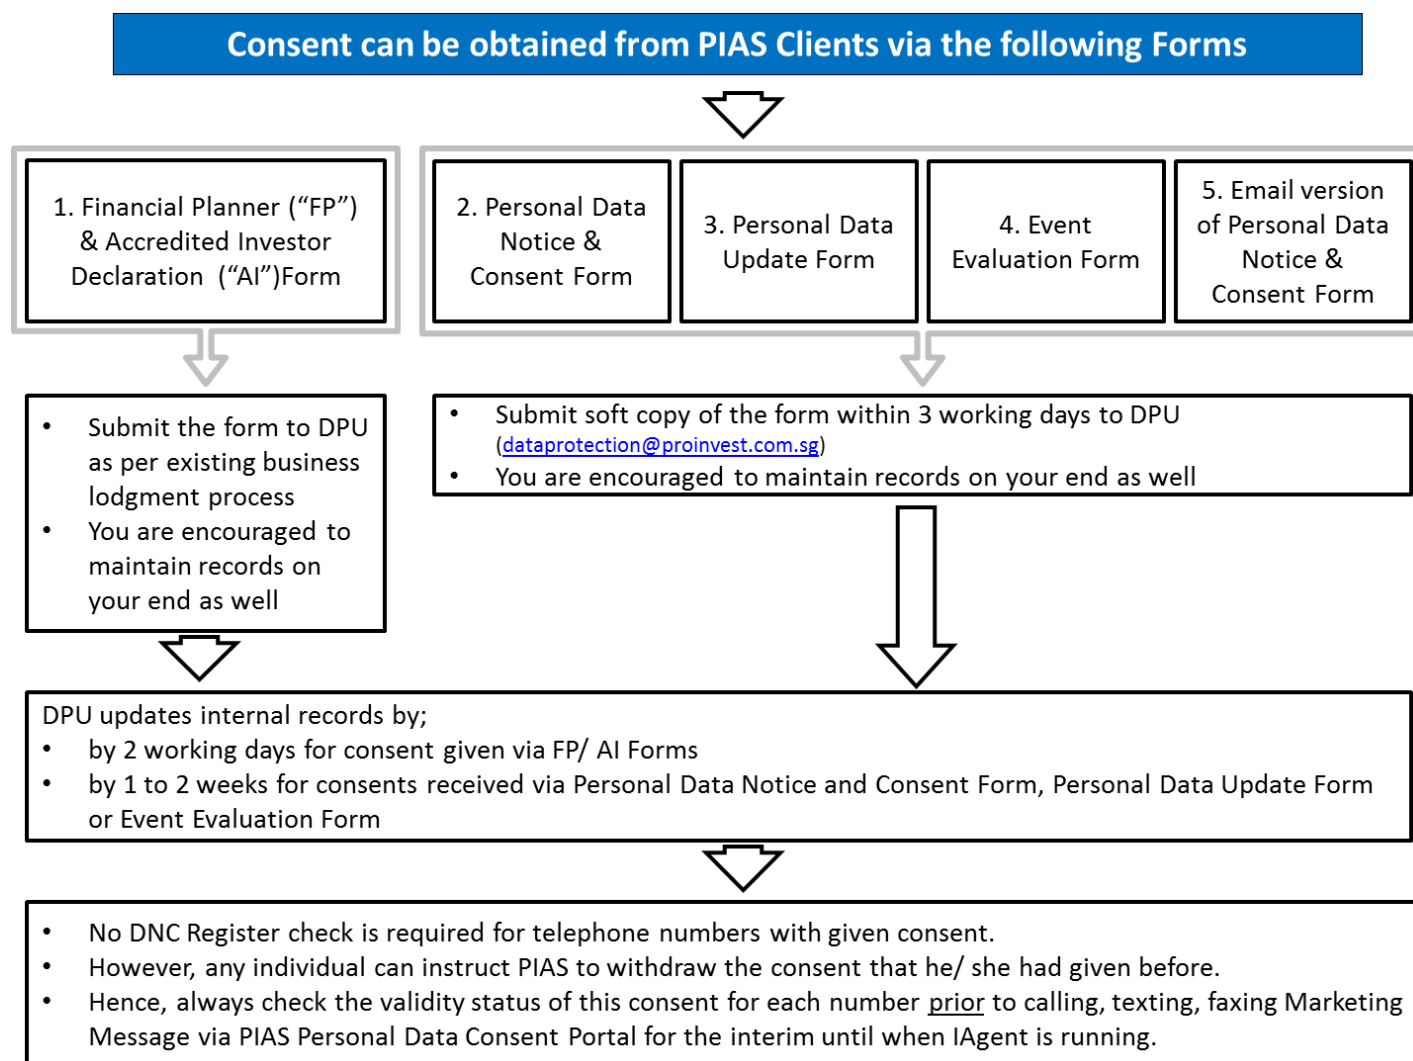 Consent can be obtained from PIAS Clients via the following Forms
1. Financial Planner (“FP”)
& Accredited Investor
Declaration (“AI”)Form
2. Personal Data
Notice &
Consent Form
3. Personal Data
Update Form
4. Event
Evaluation Form
5. Email version
of Personal Data
Notice &
Consent Form
• Submit the form to DPU
as per existing business
lodgment process
• You are encouraged to
maintain records on
your end as well
• Submit soft copy of the form within 3 working days to DPU
(dataprotection@proinvest.com.sg)
• You are encouraged to maintain records on your end as well
DPU updates internal records by;
• by 2 working days for consent given via FP/ AI Forms
• by 1 to 2 weeks for consents received via Personal Data Notice and Consent Form, Personal Data Update Form
or Event Evaluation Form
• No DNC Register check is required for telephone numbers with given consent.
• However, any individual can instruct PIAS to withdraw the consent that he/ she had given before.
• Hence, always check the validity status of this consent for each number prior to calling, texting, faxing Marketing
Message via PIAS Personal Data Consent Portal for the interim until when IAgent is running.